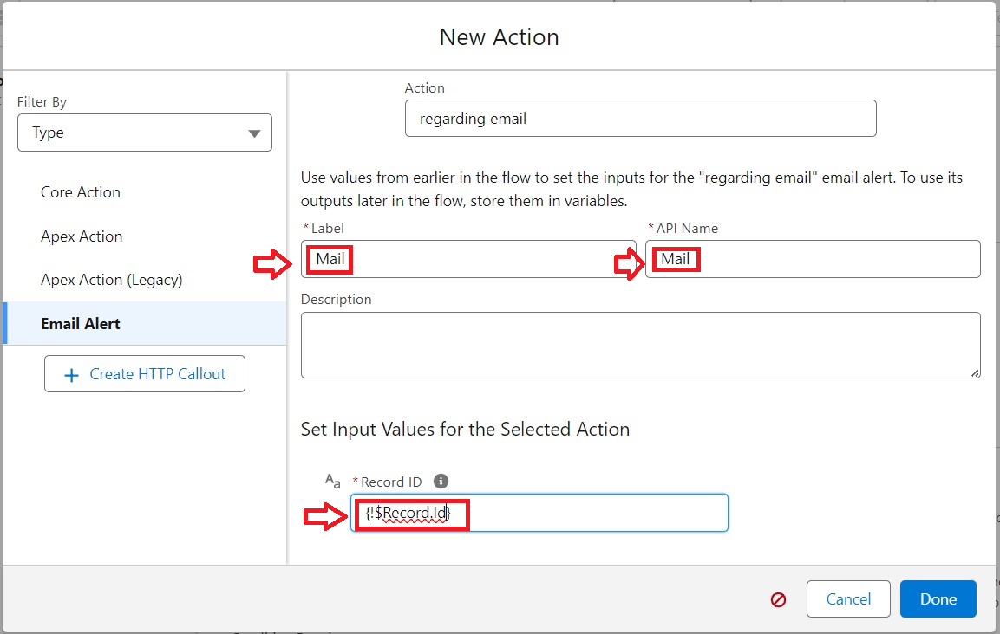 New Action
Filter By
Type
Core Action
Apex Action
Apex Action (Legacy)
Email Alert
+ Create HTTP Callout
Action
regarding email
Use values from earlier in the flow to set the inputs for the "regarding email" email alert. To use its
outputs later in the flow, store them in variables.
* Label
* API Name
Mail
Mail
Description
Set Input Values for the Selected Action
Aa * Record ID
{!$Record.Id}
Cancel
Done